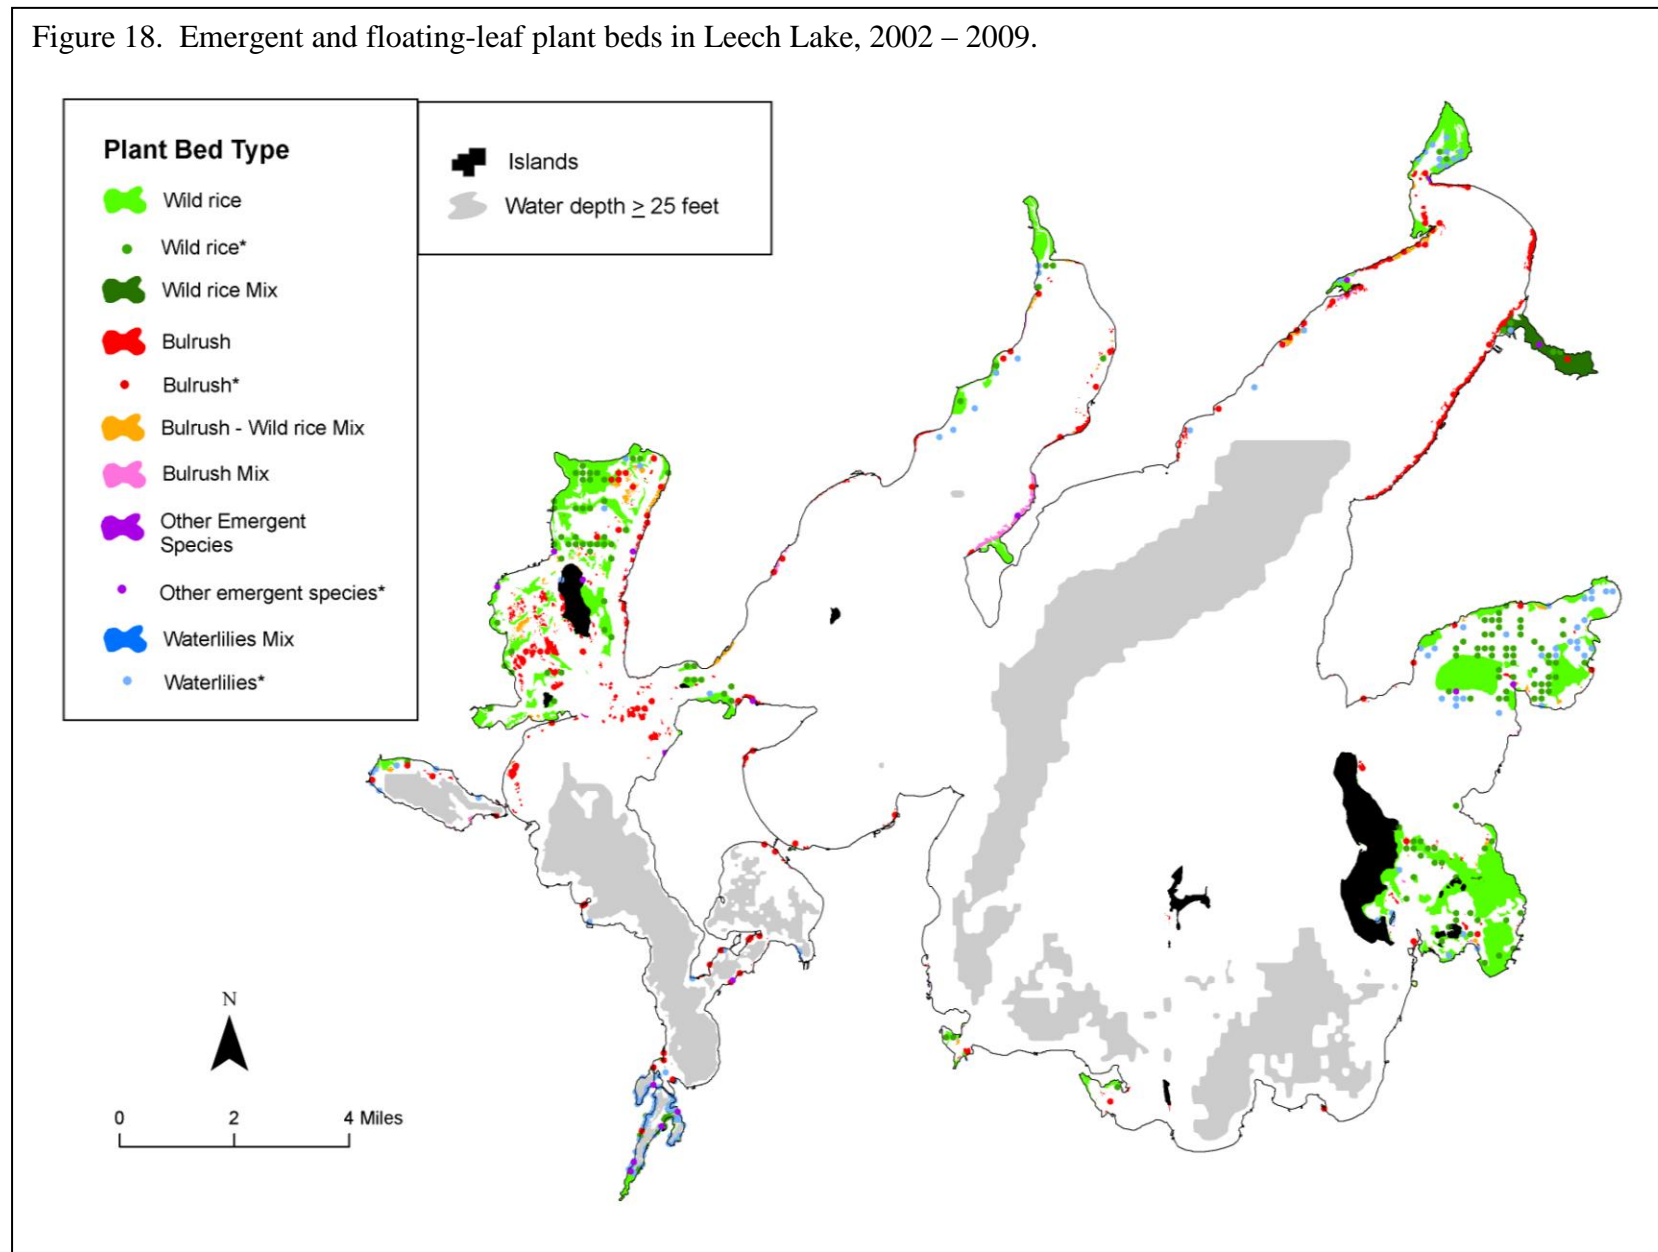 Figure 18. Emergent and floating-leaf plant beds in Leech Lake, 2002 – 2009.
Plant Bed Type
Wild rice
Wild rice*
Wild rice Mix
Bulrush
Bulrush*
Bulrush - Wild rice Mix
Bulrush Mix
Other Emergent
Species
Other emergent species*
Waterlilies Mix
Waterlilies*
Islands
Water depth ≥ 25 feet
N
0 2 4 Miles